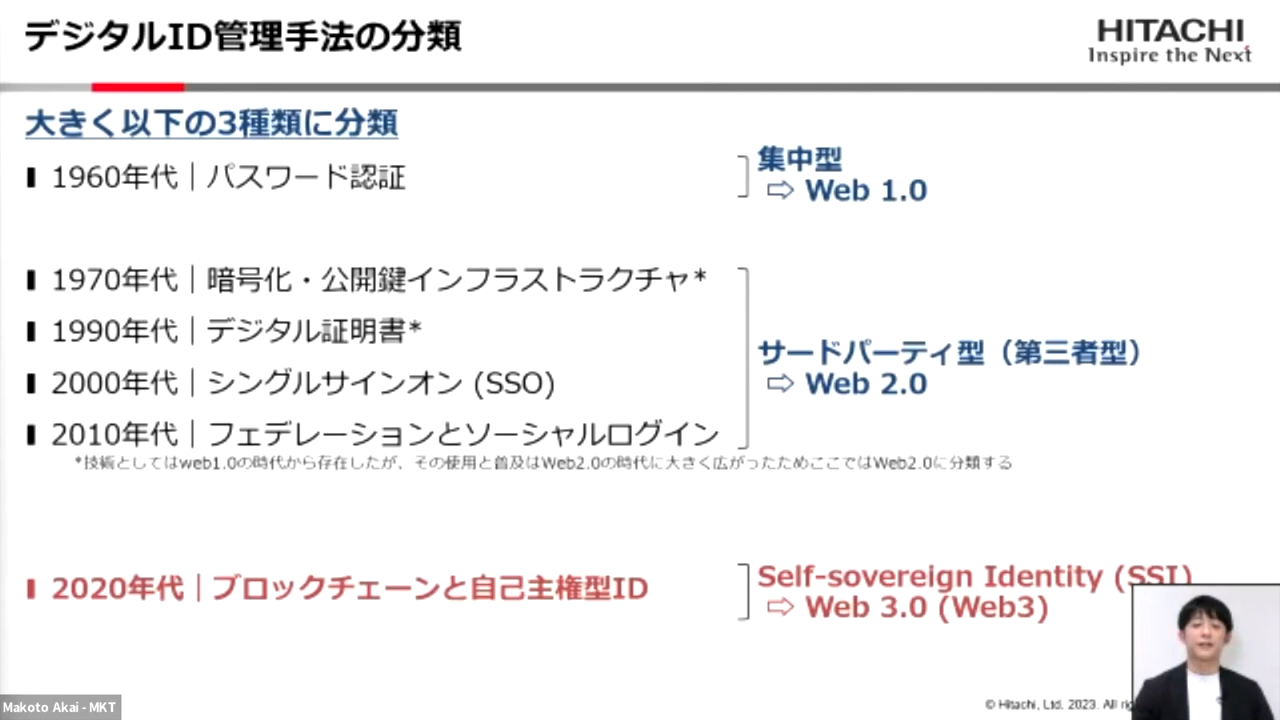 デジタルID管理手法の分類
HITACHI
Inspire the Next
大きく以下の3種類に分類
1960年代｜パスワード認証
集中型
⇨ Web 1.0
1970年代｜暗号化・公開鍵インフラストラクチャ*
1990年代｜デジタル証明書*
2000年代｜シングルサインオン (SSO)
2010年代｜フェデレーションとソーシャルログイン
サードパーティ型（第三者型）
⇨ Web 2.0
*技術としてはweb1.0の時代から存在したが、その使用と普及はWeb2.0の時代に大きく広がったためここではWeb2.0に分類する
2020年代｜ブロックチェーンと自己主権型ID
Self-sovereign Identity (SSI)
⇨ Web 3.0 (Web3)
© Hitachi, Ltd. 2023. All
Makoto Akai - MKT